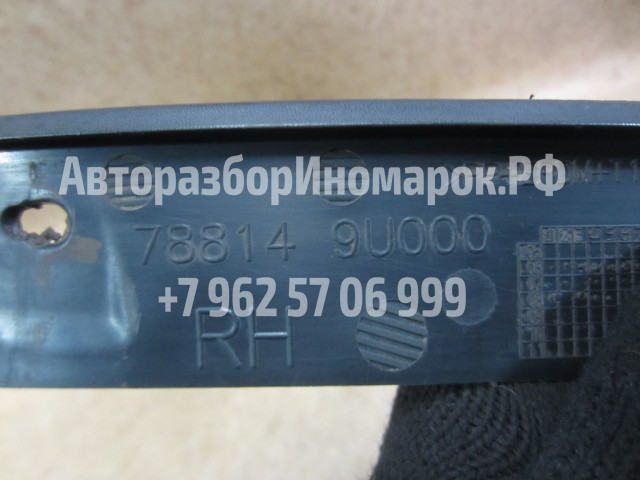 АвторазборИномарок.РФ
78814 9U000
+7 962 57 06 999
RH